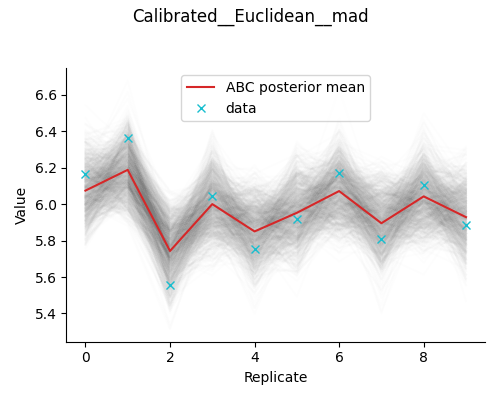 Calibrated__Euclidean__mad
ABC posterior mean
data
Value
6.6
6.4
6.2
6.0
5.8
5.6
5.4
0 2 4 6 8
Replicate